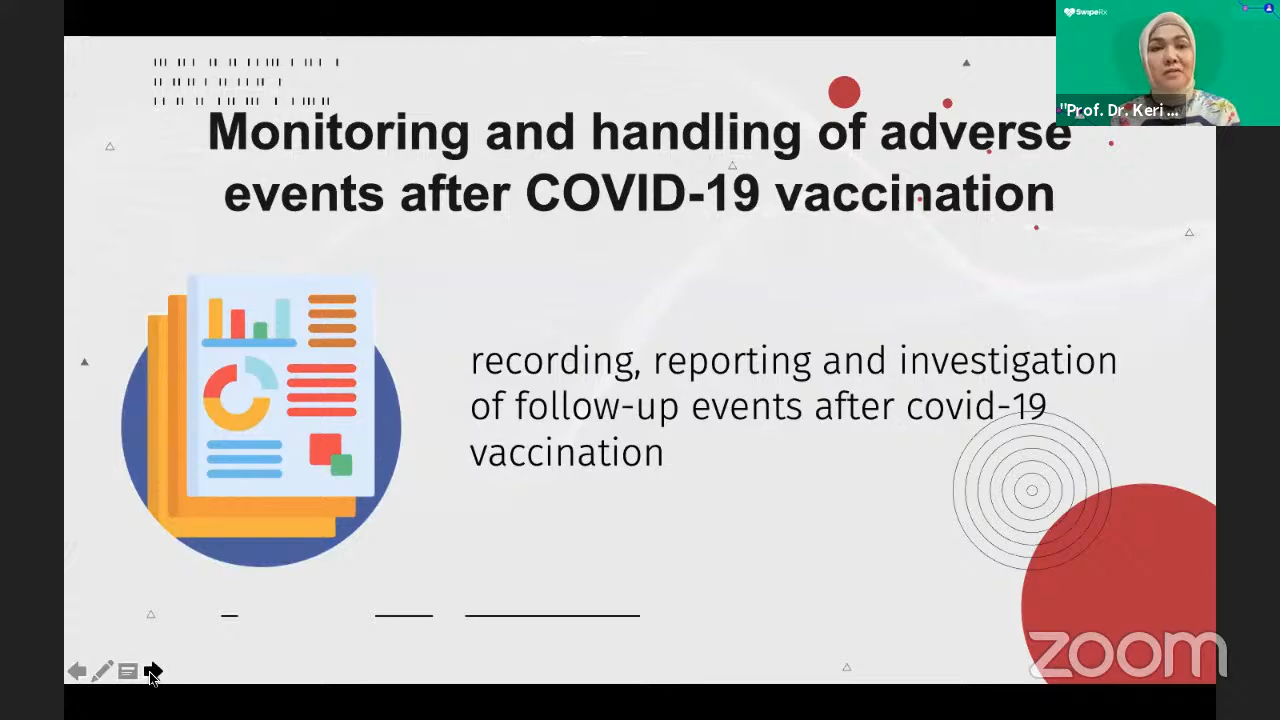 SwipeRx
"Prof. Dr. Keri ...
Monitoring and handling of adverse
events after COVID-19 vaccination
recording, reporting and investigation
of follow-up events after covid-19
vaccination
zoom